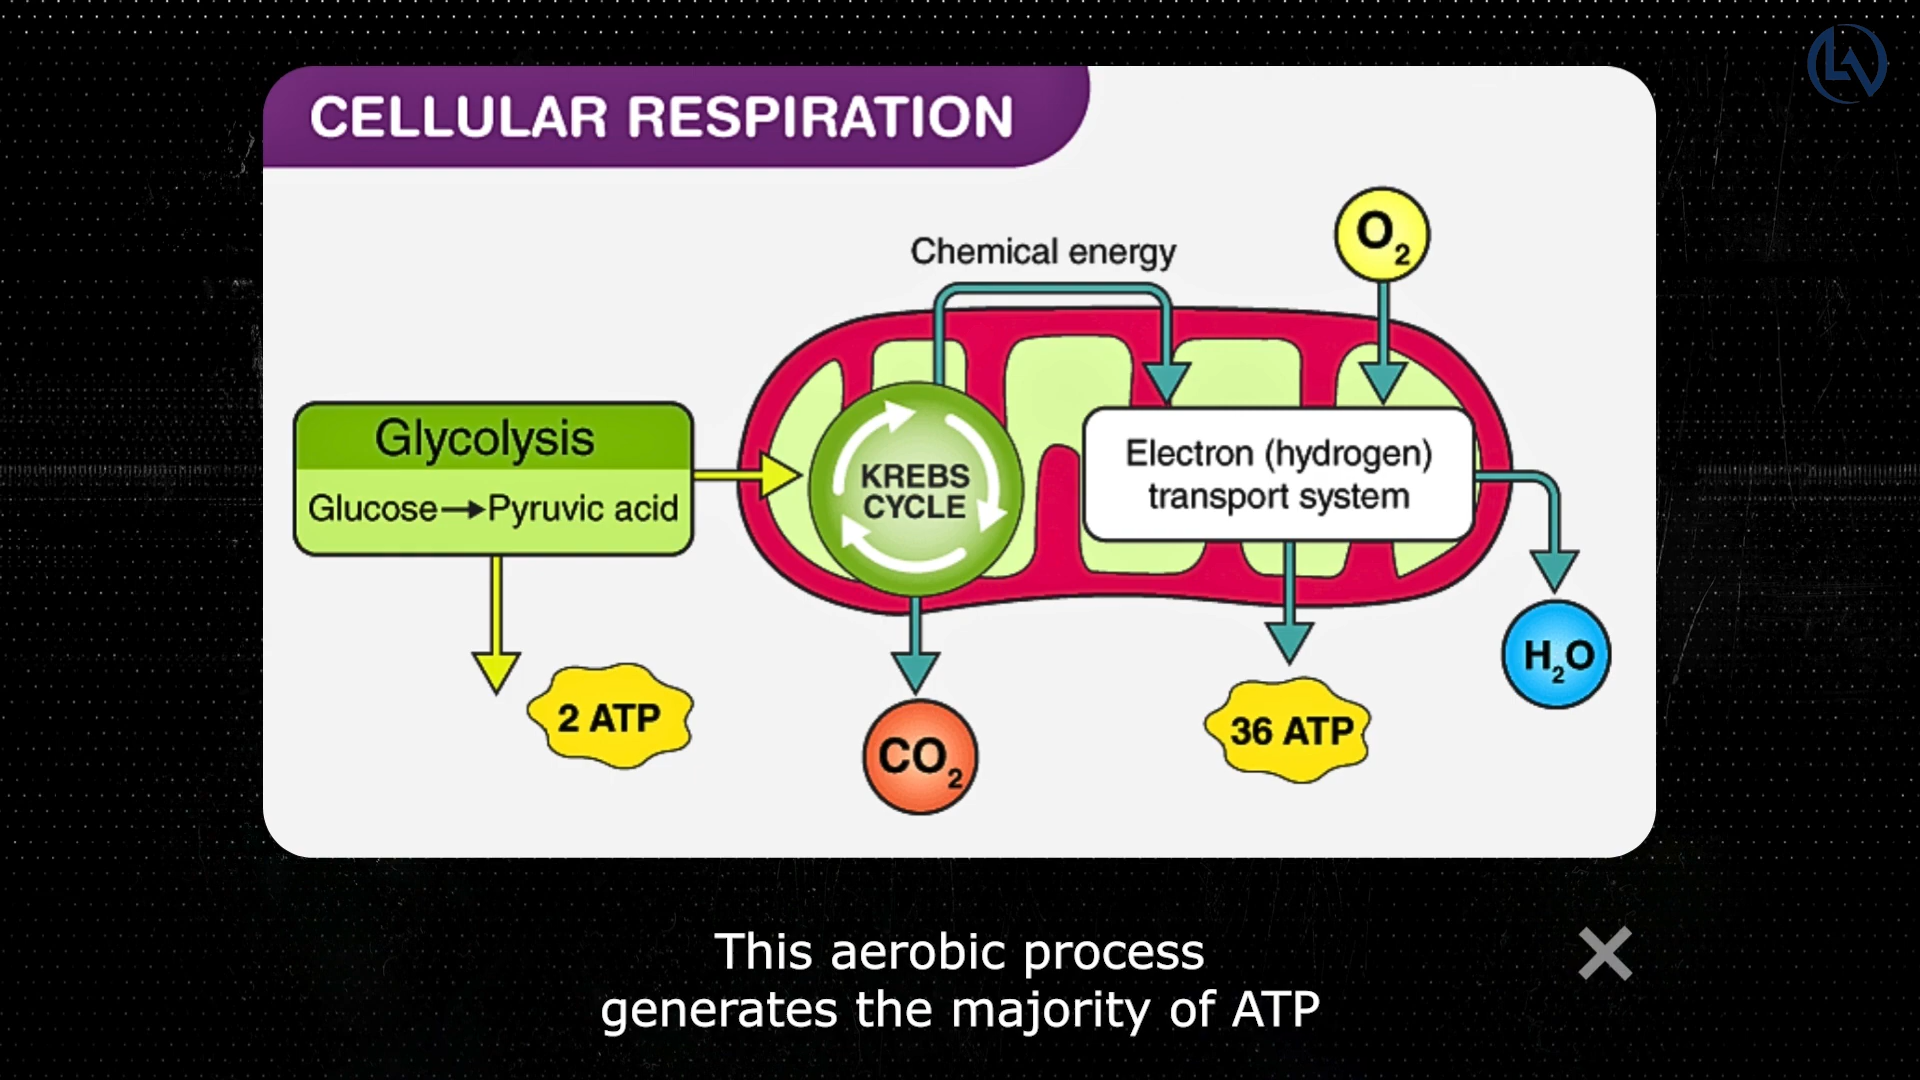 CELLULAR RESPIRATION
O₂
Chemical energy
Glycolysis
Glucose→Pyruvic acid
KREBS
CYCLE
Electron (hydrogen)
transport system
2 ATP
CO₂
36 ATP
H₂O
This aerobic process
generates the majority of ATP